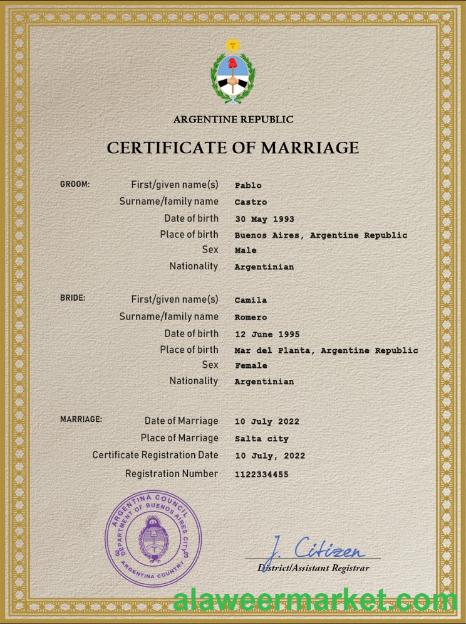 ARGENTINE REPUBLIC
CERTIFICATE OF MARRIAGE
GROOM: First/given name(s) Pablo
Surname/family name Castro
Date of birth 30 May 1993
Place of birth Buenos Aires, Argentine Republic
Sex Male
Nationality Argentinian
BRIDE: First/given name(s) Camila
Surname/family name Romero
Date of birth 12 June 1995
Place of birth Mar del Planta, Argentine Republic
Sex Female
Nationality Argentinian
MARRIAGE: Date of Marriage 10 July 2022
Place of Marriage Salta city
Certificate Registration Date 10 July, 2022
Registration Number 1122334455
ARGENTINA COUNCIL
DEPARTMENT OF BUENOS AIRES CITY
ARGENTINA COUNTRY
J. Citizen
District/Assistant Registrar
alaweermarket.com